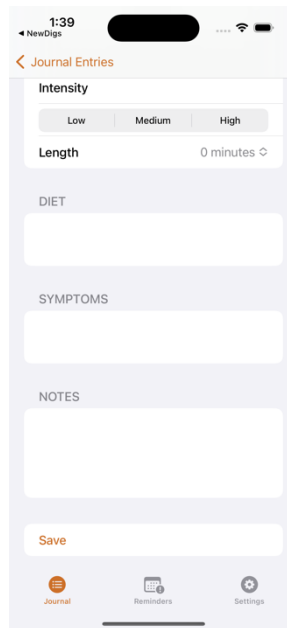 1:39
◀ NewDigs
Journal Entries
Intensity
Low Medium High
Length 0 minutes
DIET
SYMPTOMS
NOTES
Save
Journal Reminders Settings